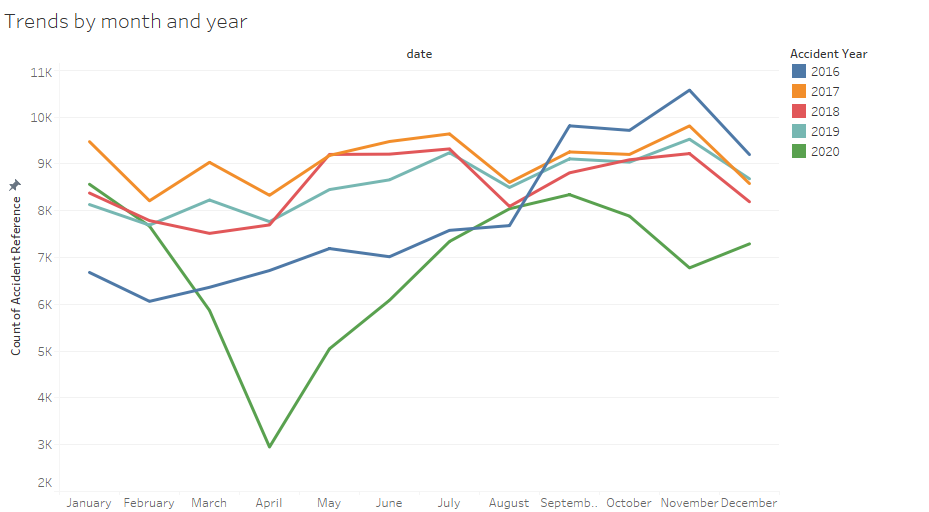 Trends by month and year
date
Accident Year
2016
2017
2018
2019
2020
Count of Accident Reference
11K
10K
9K
8K
7K
6K
5K
4K
3K
2K
January February March April May June July August Septemb.. October November December